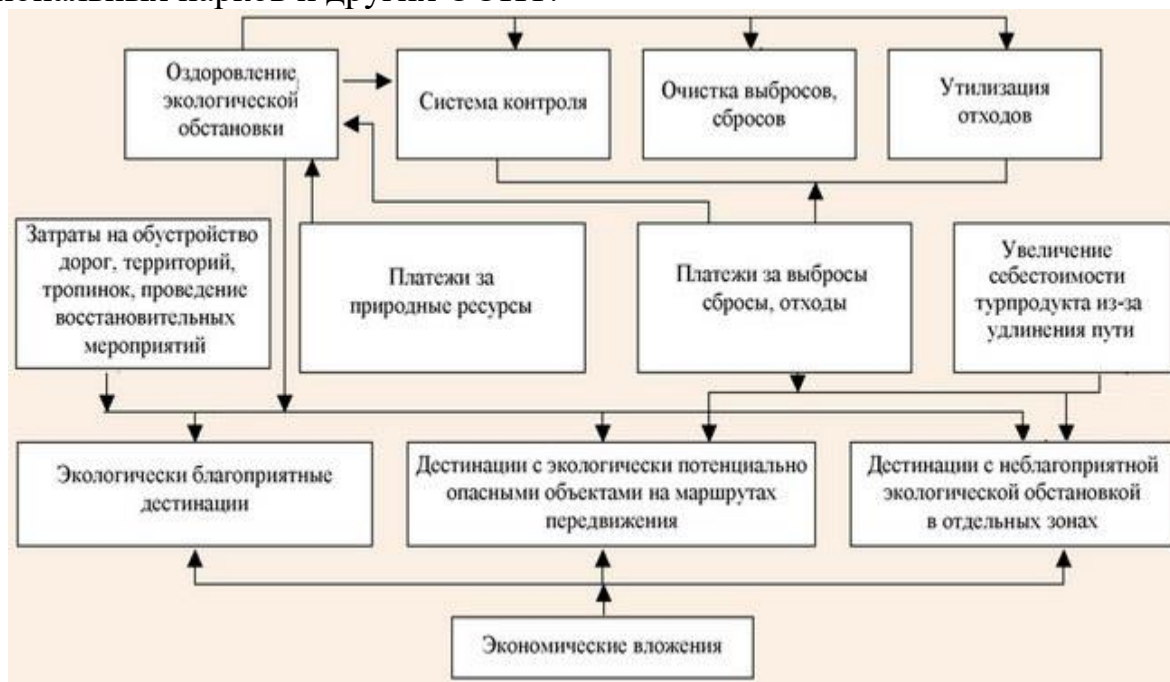 Оздоровление
экологической
обстановки
Система контроля
Очистка выбросов,
сбросов
Утилизация
отходов
Затраты на обустройство
дорог, территорий,
тропинок, проведение
восстановительных
мероприятий
Платежи за
природные ресурсы
Платежи за выбросы
сбросы, отходы
Увеличение
себестоимости
турпродукта из-за
удлинения пути
Экологически благоприятные
дестинации
Дестинации с экологически потенциально
опасными объектами на маршрутах
передвижения
Дестинации с неблагоприятной
экологической обстановкой
в отдельных зонах
Экономические вложения